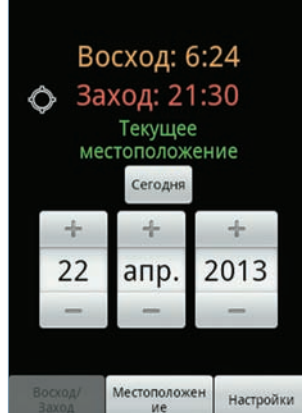 Восход: 6:24
Заход: 21:30
Текущее
местоположение
Сегодня
+ + +
22 апр. 2013
− − −
Восход/
Заход
Местоположен
ие
Настройки